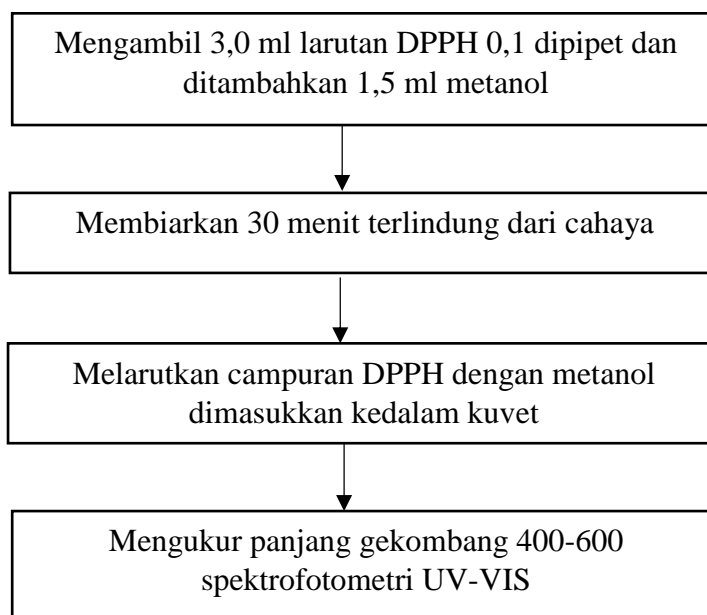 Mengambil 3,0 ml larutan DPPH 0,1 dipipet dan
ditambahkan 1,5 ml metanol
Membiarkan 30 menit terlindung dari cahaya
Melarutkan campuran DPPH dengan metanol
dimasukkan kedalam kuvet
Mengukur panjang gekombang 400-600
spektrofotometri UV-VIS